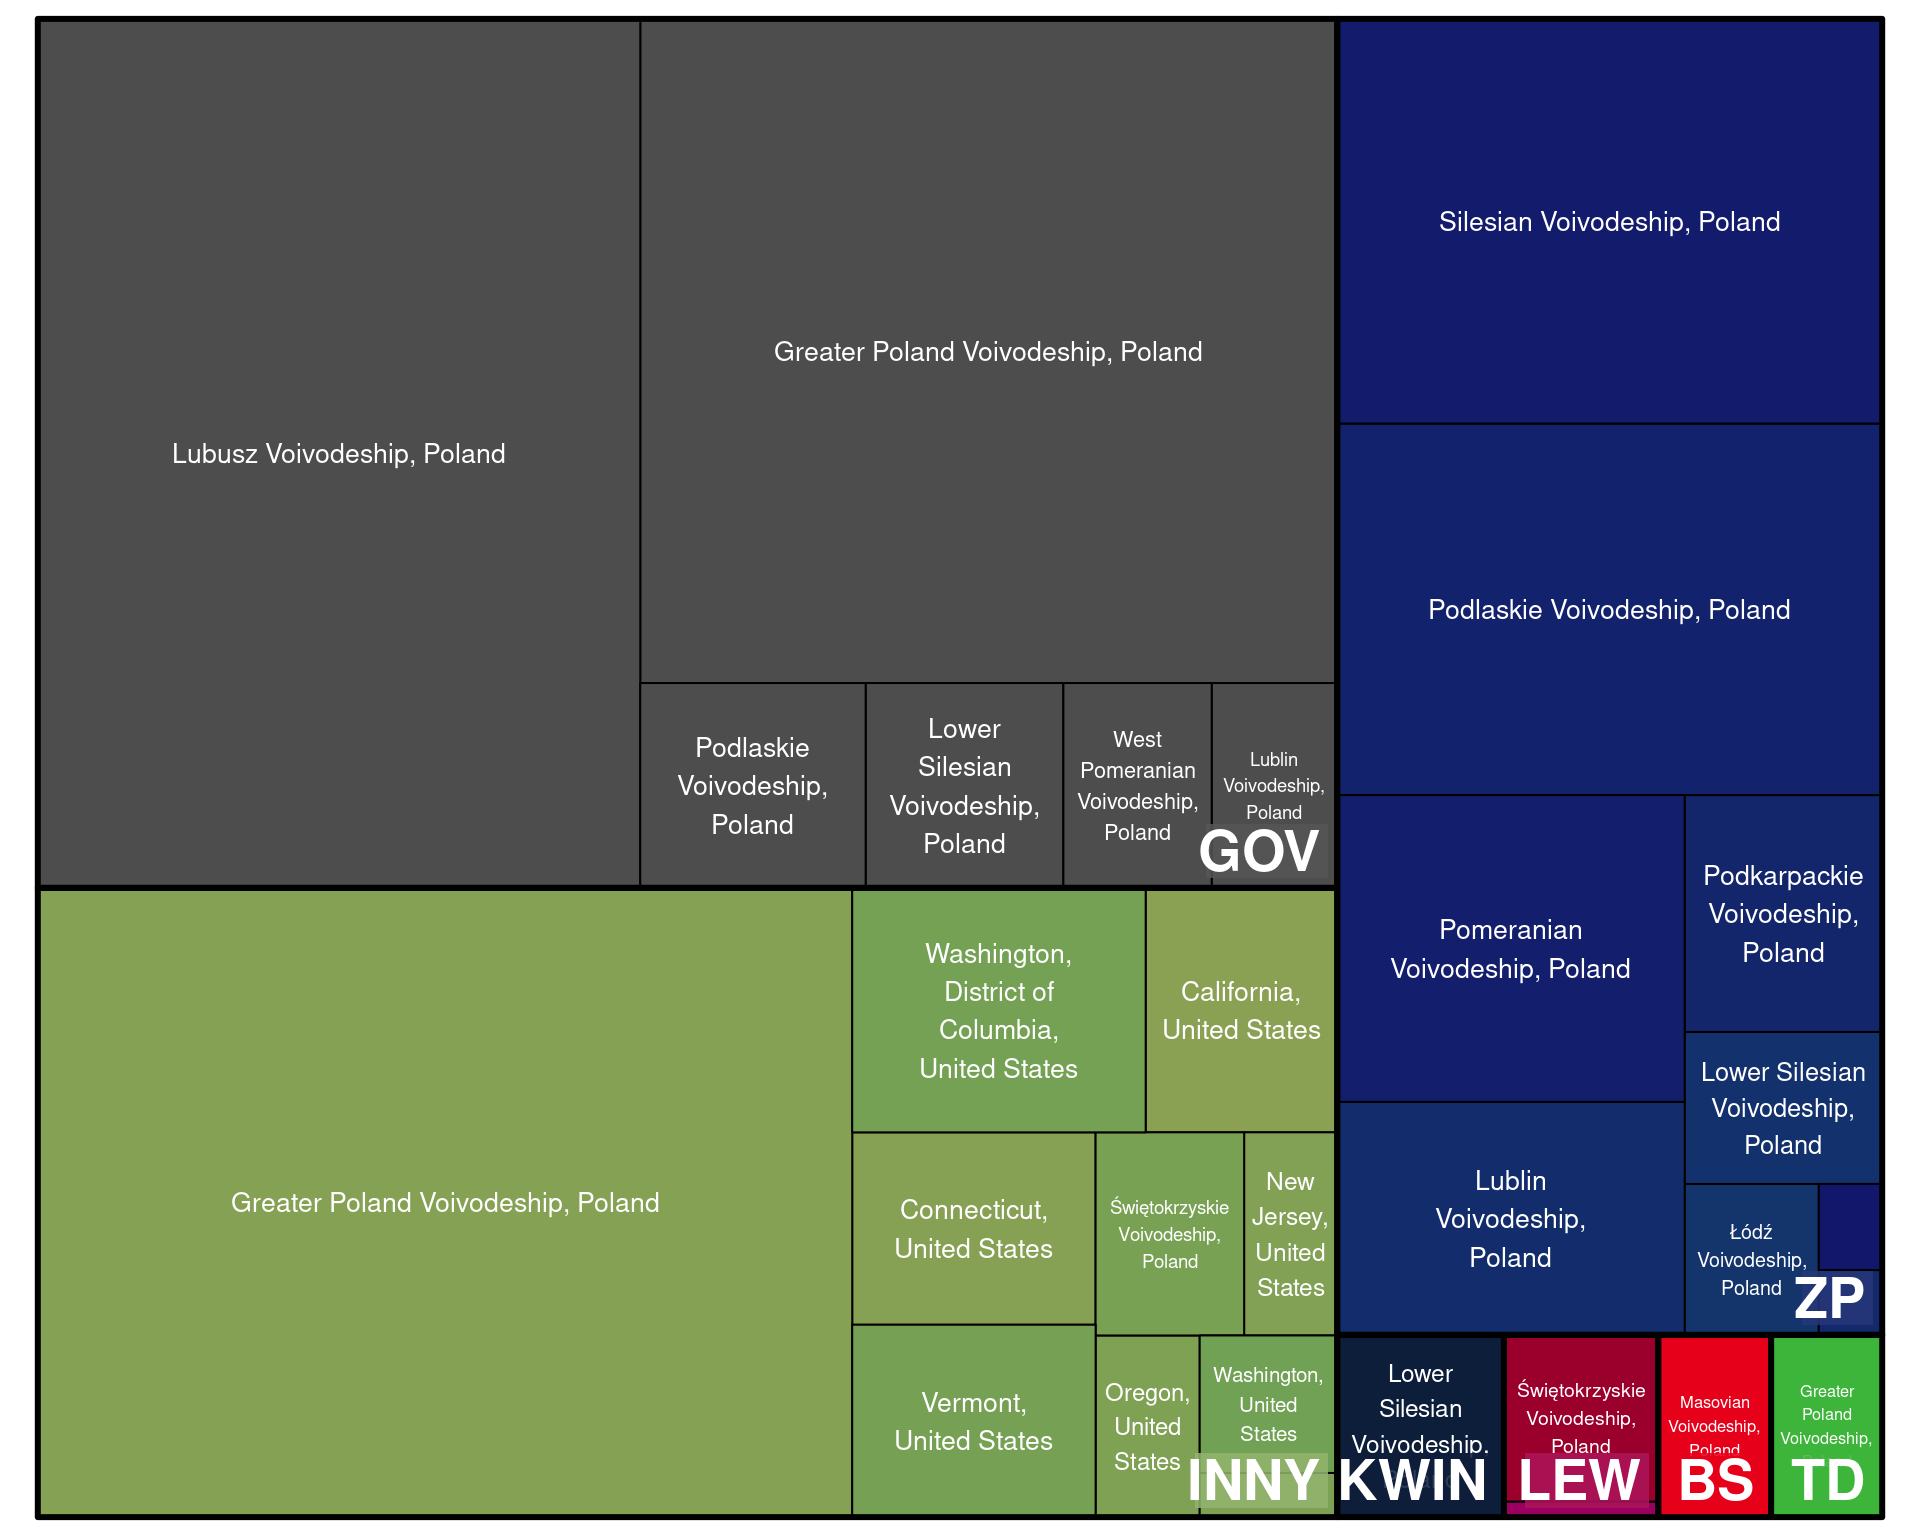 Lubusz Voivodeship, Poland
Greater Poland Voivodeship, Poland
Podlaskie
Voivodeship,
Poland
Lower
Silesian
Voivodeship,
Poland
West
Pomeranian
Voivodeship,
Poland
Lublin
Voivodeship,
Poland
GOV
Silesian Voivodeship, Poland
Podlaskie Voivodeship, Poland
Pomeranian
Voivodeship, Poland
Podkarpackie
Voivodeship,
Poland
Lower Silesian
Voivodeship,
Poland
Lublin
Voivodeship,
Poland
Łódź
Voivodeship,
Poland
ZP
Greater Poland Voivodeship, Poland
Washington,
District of
Columbia,
United States
California,
United States
Connecticut,
United States
Świętokrzyskie
Voivodeship,
Poland
New
Jersey,
United
States
Vermont,
United States
Oregon,
United
States
Washington,
United
States
INNY
Lower
Silesian
Voivodeship,
KWIN
Świętokrzyskie
Voivodeship,
Poland
LEW
Masovian
Voivodeship,
Poland
BS
Greater
Poland
Voivodeship,
TD